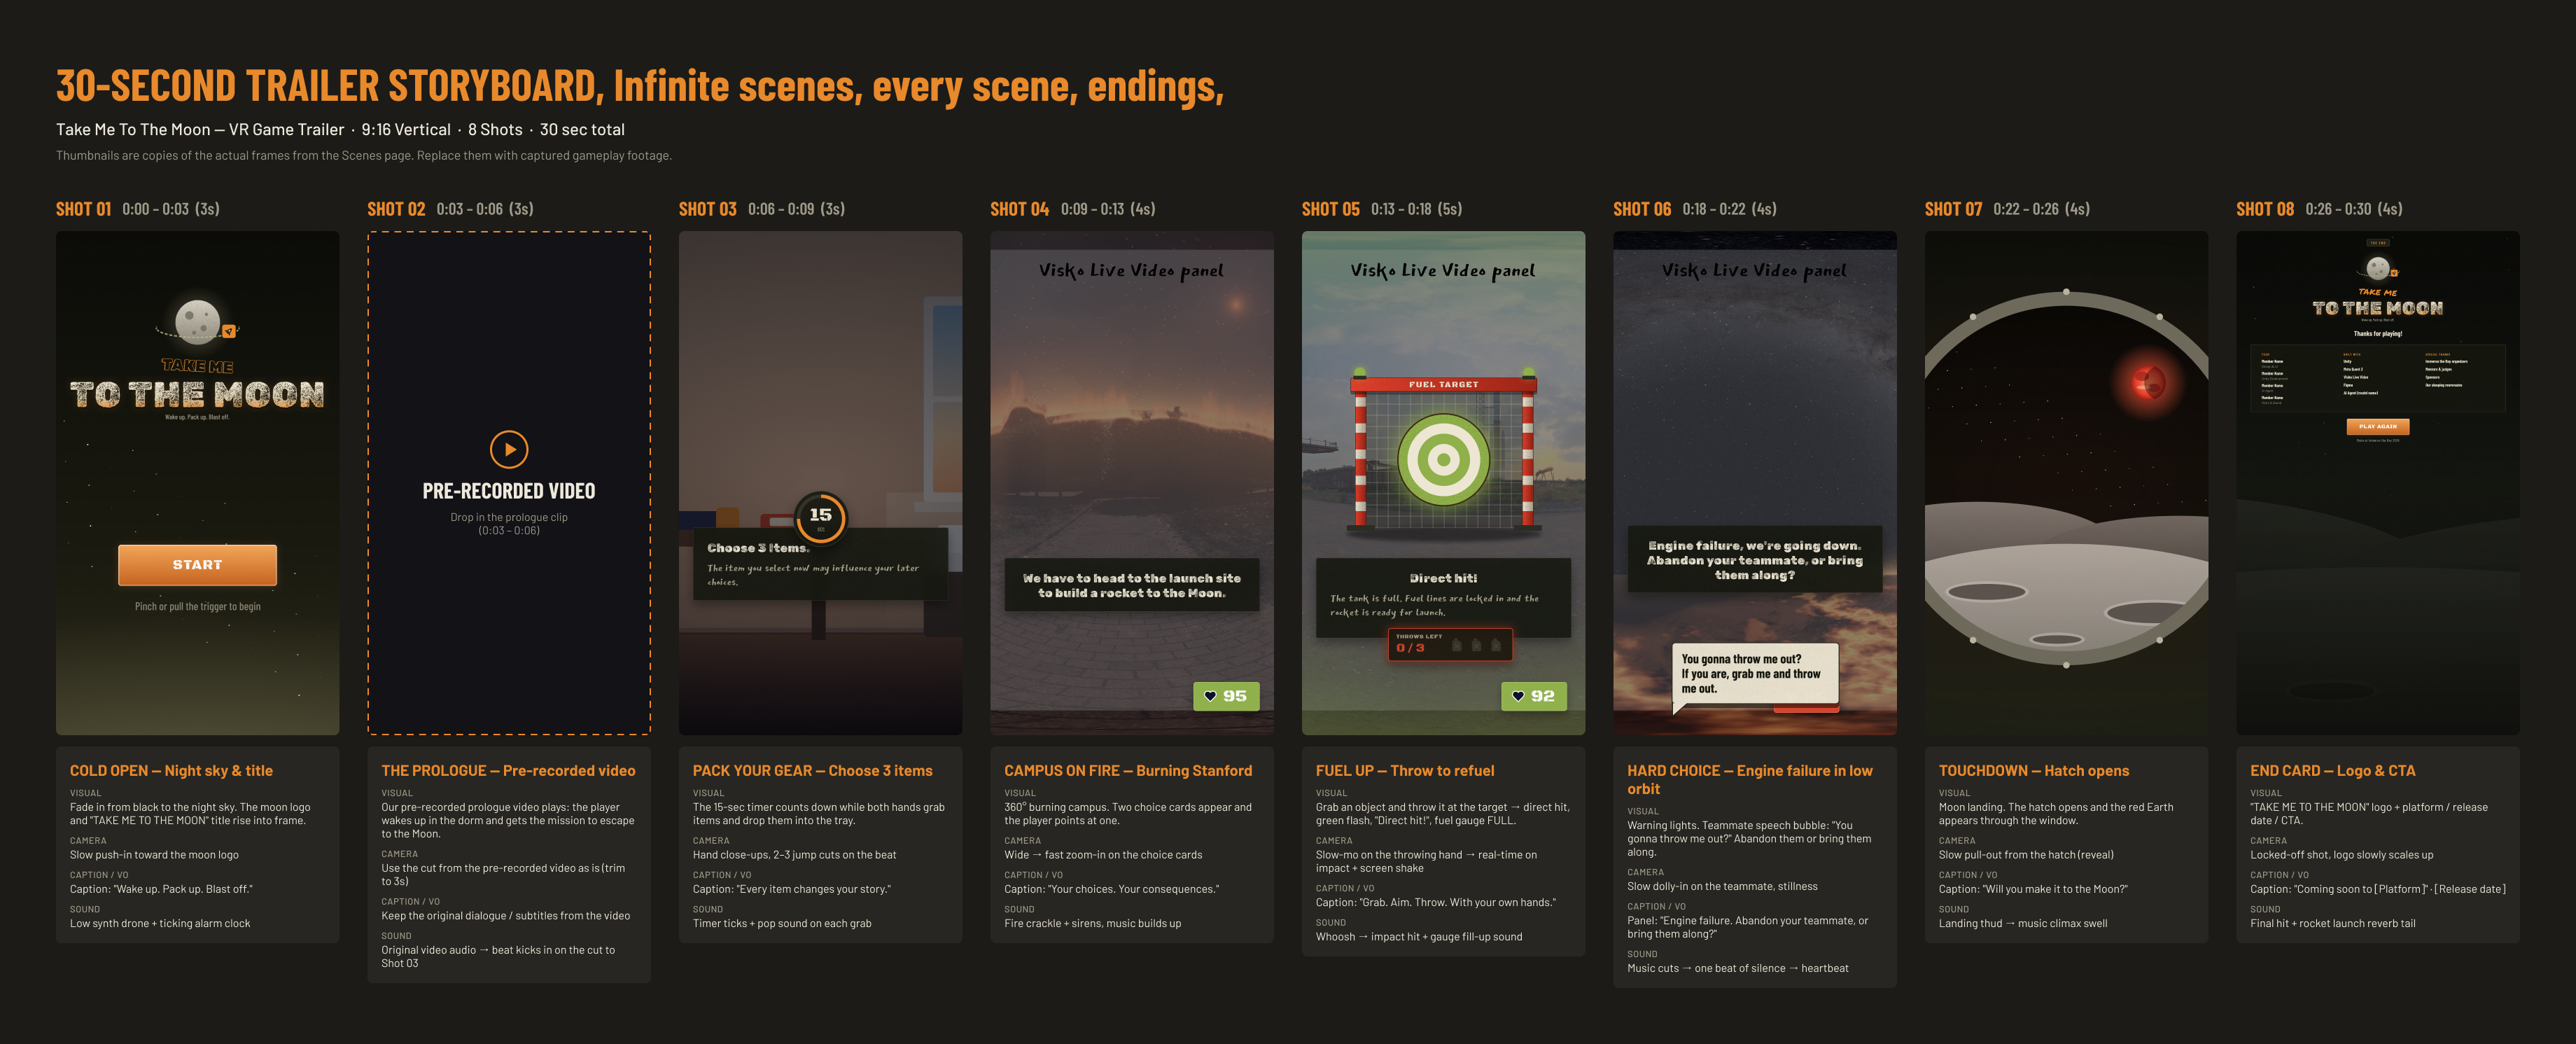 30-SECOND TRAILER STORYBOARD, Infinite scenes, every scene, endings,
Take Me To The Moon — VR Game Trailer · 9:16 Vertical · 8 Shots · 30 sec total
Thumbnails are copies of the actual frames from the Scenes page. Replace them with captured gameplay footage.
SHOT 01 0:00 – 0:03 (3s)
TAKE ME
TO THE MOON
Wake up. Pack up. Blast off.
START
Pinch or pull the trigger to begin
COLD OPEN — Night sky & title
VISUAL
Fade in from black to the night sky. The moon logo
and "TAKE ME TO THE MOON" title rise into frame.
CAMERA
Slow push-in toward the moon logo
CAPTION / VO
Caption: "Wake up. Pack up. Blast off."
SOUND
Low synth drone + ticking alarm clock
SHOT 02 0:03 – 0:06 (3s)
PRE-RECORDED VIDEO
Drop in the prologue clip
(0:03 – 0:06)
THE PROLOGUE — Pre-recorded video
VISUAL
Our pre-recorded prologue video plays: the player
wakes up in the dorm and gets the mission to escape
to the Moon.
CAMERA
Use the cut from the pre-recorded video as is (trim
to 3s)
CAPTION / VO
Keep the original dialogue / subtitles from the video
SOUND
Original video audio → beat kicks in on the cut to
Shot 03
SHOT 03 0:06 – 0:09 (3s)
15
Choose 3 items.
The item you select now may influence your later
choices.
PACK YOUR GEAR — Choose 3 items
VISUAL
The 15-sec timer counts down while both hands grab
items and drop them into the tray.
CAMERA
Hand close-ups, 2–3 jump cuts on the beat
CAPTION / VO
Caption: "Every item changes your story."
SOUND
Timer ticks + pop sound on each grab
SHOT 04 0:09 – 0:13 (4s)
Visko Live Video panel
We have to head to the launch site
to build a rocket to the Moon.
95
CAMPUS ON FIRE — Burning Stanford
VISUAL
360° burning campus. Two choice cards appear and
the player points at one.
CAMERA
Wide → fast zoom-in on the choice cards
CAPTION / VO
Caption: "Your choices. Your consequences."
SOUND
Fire crackle + sirens, music builds up
SHOT 05 0:13 – 0:18 (5s)
Visko Live Video panel
FUEL TARGET
Direct hit!
The tank is full. Fuel lines are locked in and the
rocket is ready for launch.
THROWS LEFT
0 / 3
92
FUEL UP — Throw to refuel
VISUAL
Grab an object and throw it at the target → direct hit,
green flash, "Direct hit!", fuel gauge FULL.
CAMERA
Slow-mo on the throwing hand → real-time on
impact + screen shake
CAPTION / VO
Caption: "Grab. Aim. Throw. With your own hands."
SOUND
Whoosh → impact hit + gauge fill-up sound
SHOT 06 0:18 – 0:22 (4s)
Visko Live Video panel
Engine failure, we're going down.
Abandon your teammate, or bring
them along?
You gonna throw me out?
If you are, grab me and throw
me out.
HARD CHOICE — Engine failure in low
orbit
VISUAL
Warning lights. Teammate speech bubble: "You
gonna throw me out?" Abandon them or bring them
along.
CAMERA
Slow dolly-in on the teammate, stillness
CAPTION / VO
Panel: "Engine failure. Abandon your teammate, or
bring them along?"
SOUND
Music cuts → one beat of silence → heartbeat
SHOT 07 0:22 – 0:26 (4s)
TOUCHDOWN — Hatch opens
VISUAL
Moon landing. The hatch opens and the red Earth
appears through the window.
CAMERA
Slow pull-out from the hatch (reveal)
CAPTION / VO
Caption: "Will you make it to the Moon?"
SOUND
Landing thud → music climax swell
SHOT 08 0:26 – 0:30 (4s)
THE END
TAKE ME
TO THE MOON
Thanks for playing!
PLAY AGAIN
END CARD — Logo & CTA
VISUAL
"TAKE ME TO THE MOON" logo + platform / release
date / CTA.
CAMERA
Locked-off shot, logo slowly scales up
CAPTION / VO
Caption: "Coming soon to [Platform]" · [Release date]
SOUND
Final hit + rocket launch reverb tail